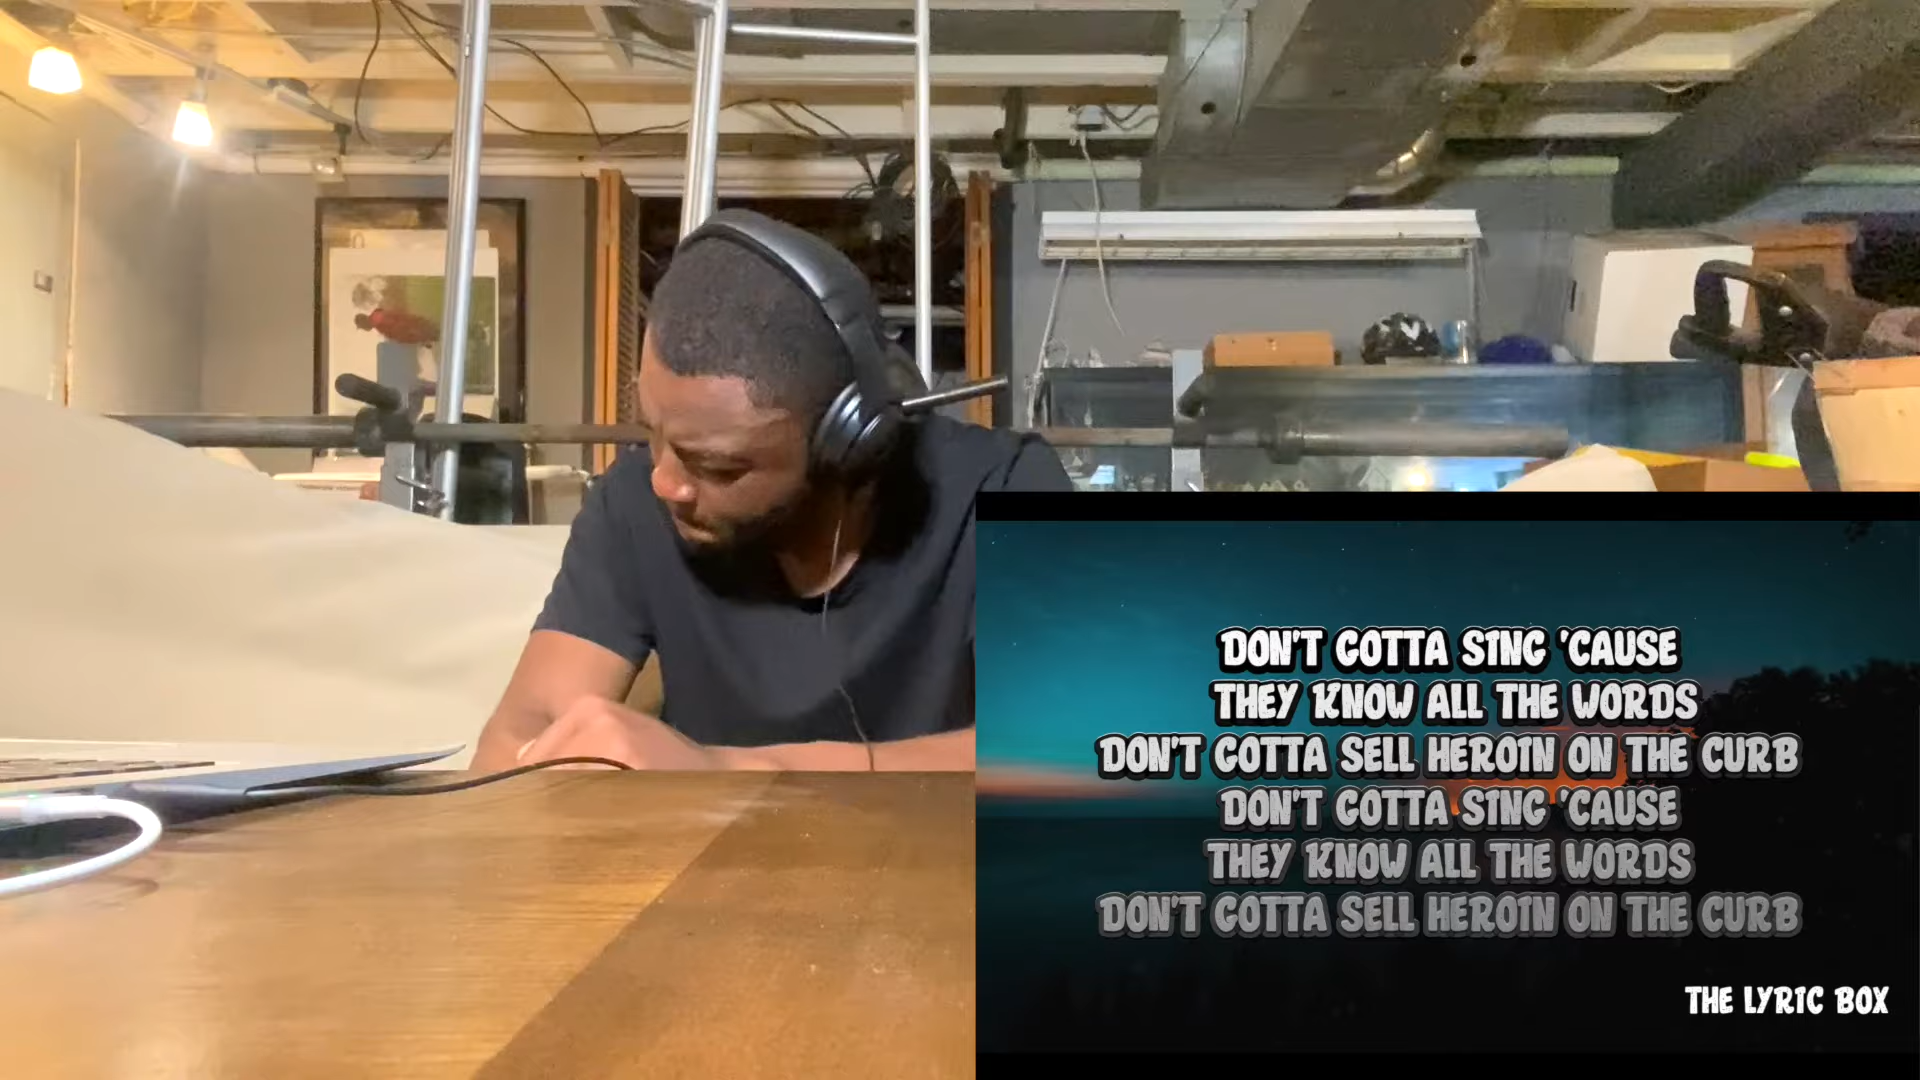 DON'T GOTTA SING 'CAUSE
THEY KNOW ALL THE WORDS
DON'T GOTTA SELL HEROIN ON THE CURB
DON'T GOTTA SING 'CAUSE
THEY KNOW ALL THE WORDS
DON'T GOTTA SELL HEROIN ON THE CURB
THE LYRIC BOX